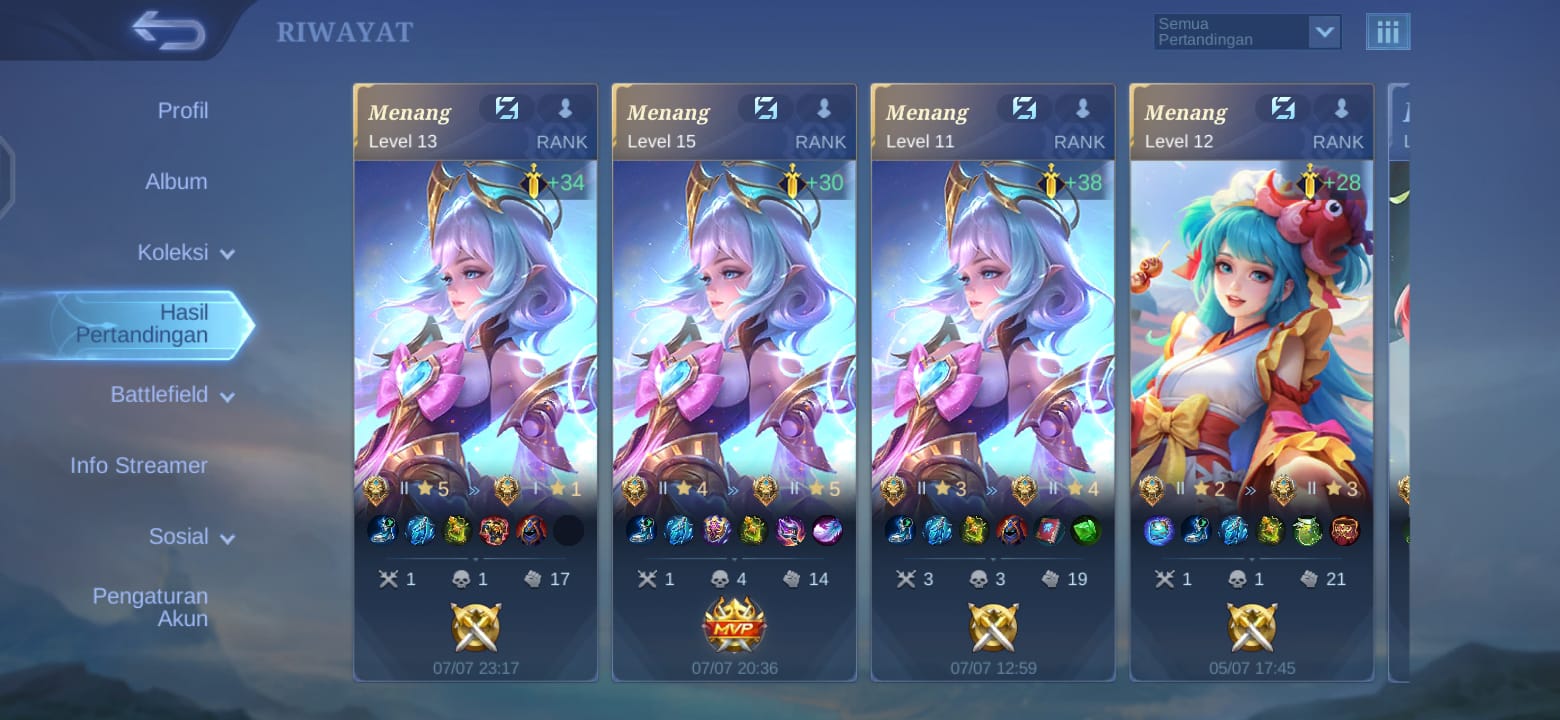 RIWAYAT
Semua
Pertandingan
Profil
Album
Koleksi
Hasil
Pertandingan
Battlefield
Info Streamer
Sosial
Pengaturan
Akun
Menang
Level 13
RANK
+34
II 5 » I 1
1 1 17
07/07 23:17
Menang
Level 15
RANK
+30
II 4 » II 5
1 4 14
MVP
07/07 20:36
Menang
Level 11
RANK
+38
II 3 » II 4
3 3 19
07/07 12:59
Menang
Level 12
RANK
+28
II 2 » II 3
1 1 21
05/07 17:45